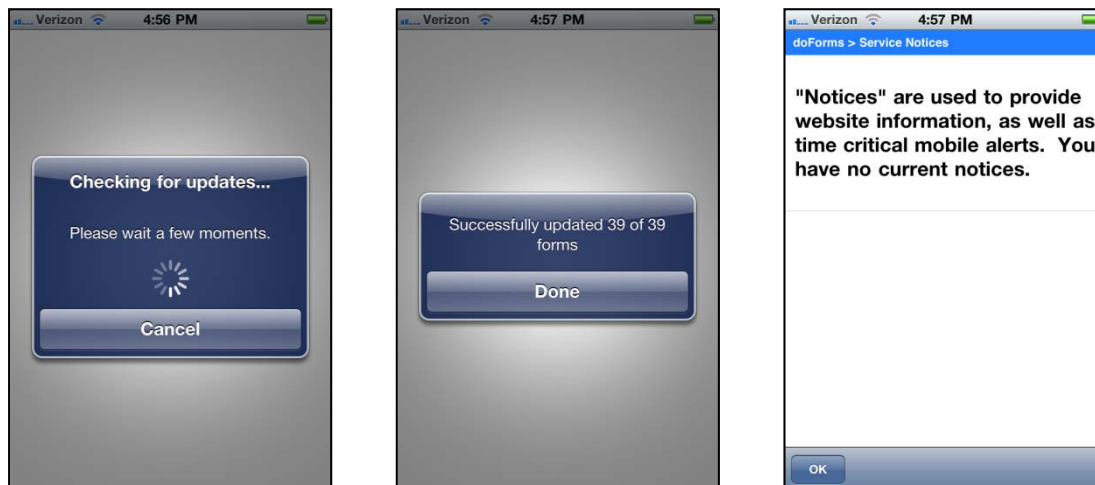 Verizon 4:56 PM
Checking for updates...
Please wait a few moments.
Cancel
Verizon 4:57 PM
Successfully updated 39 of 39
forms
Done
Verizon 4:57 PM
doForms > Service Notices
"Notices" are used to provide
website information, as well as
time critical mobile alerts. You
have no current notices.
OK